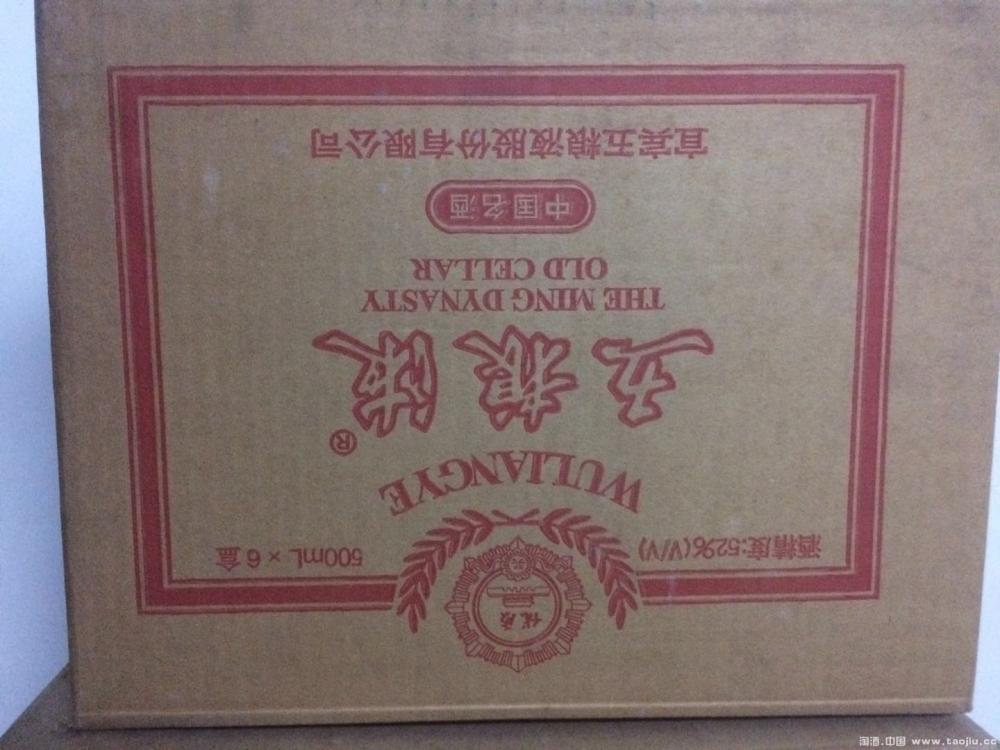 酒精度:52%(V/V)
500mL × 6 盒
WULIANGYE
五粮液®
THE MING DYNASTY
OLD CELLAR
中国名酒
宜宾五粮液股份有限公司
淘酒.中国 www.taojiu.cc